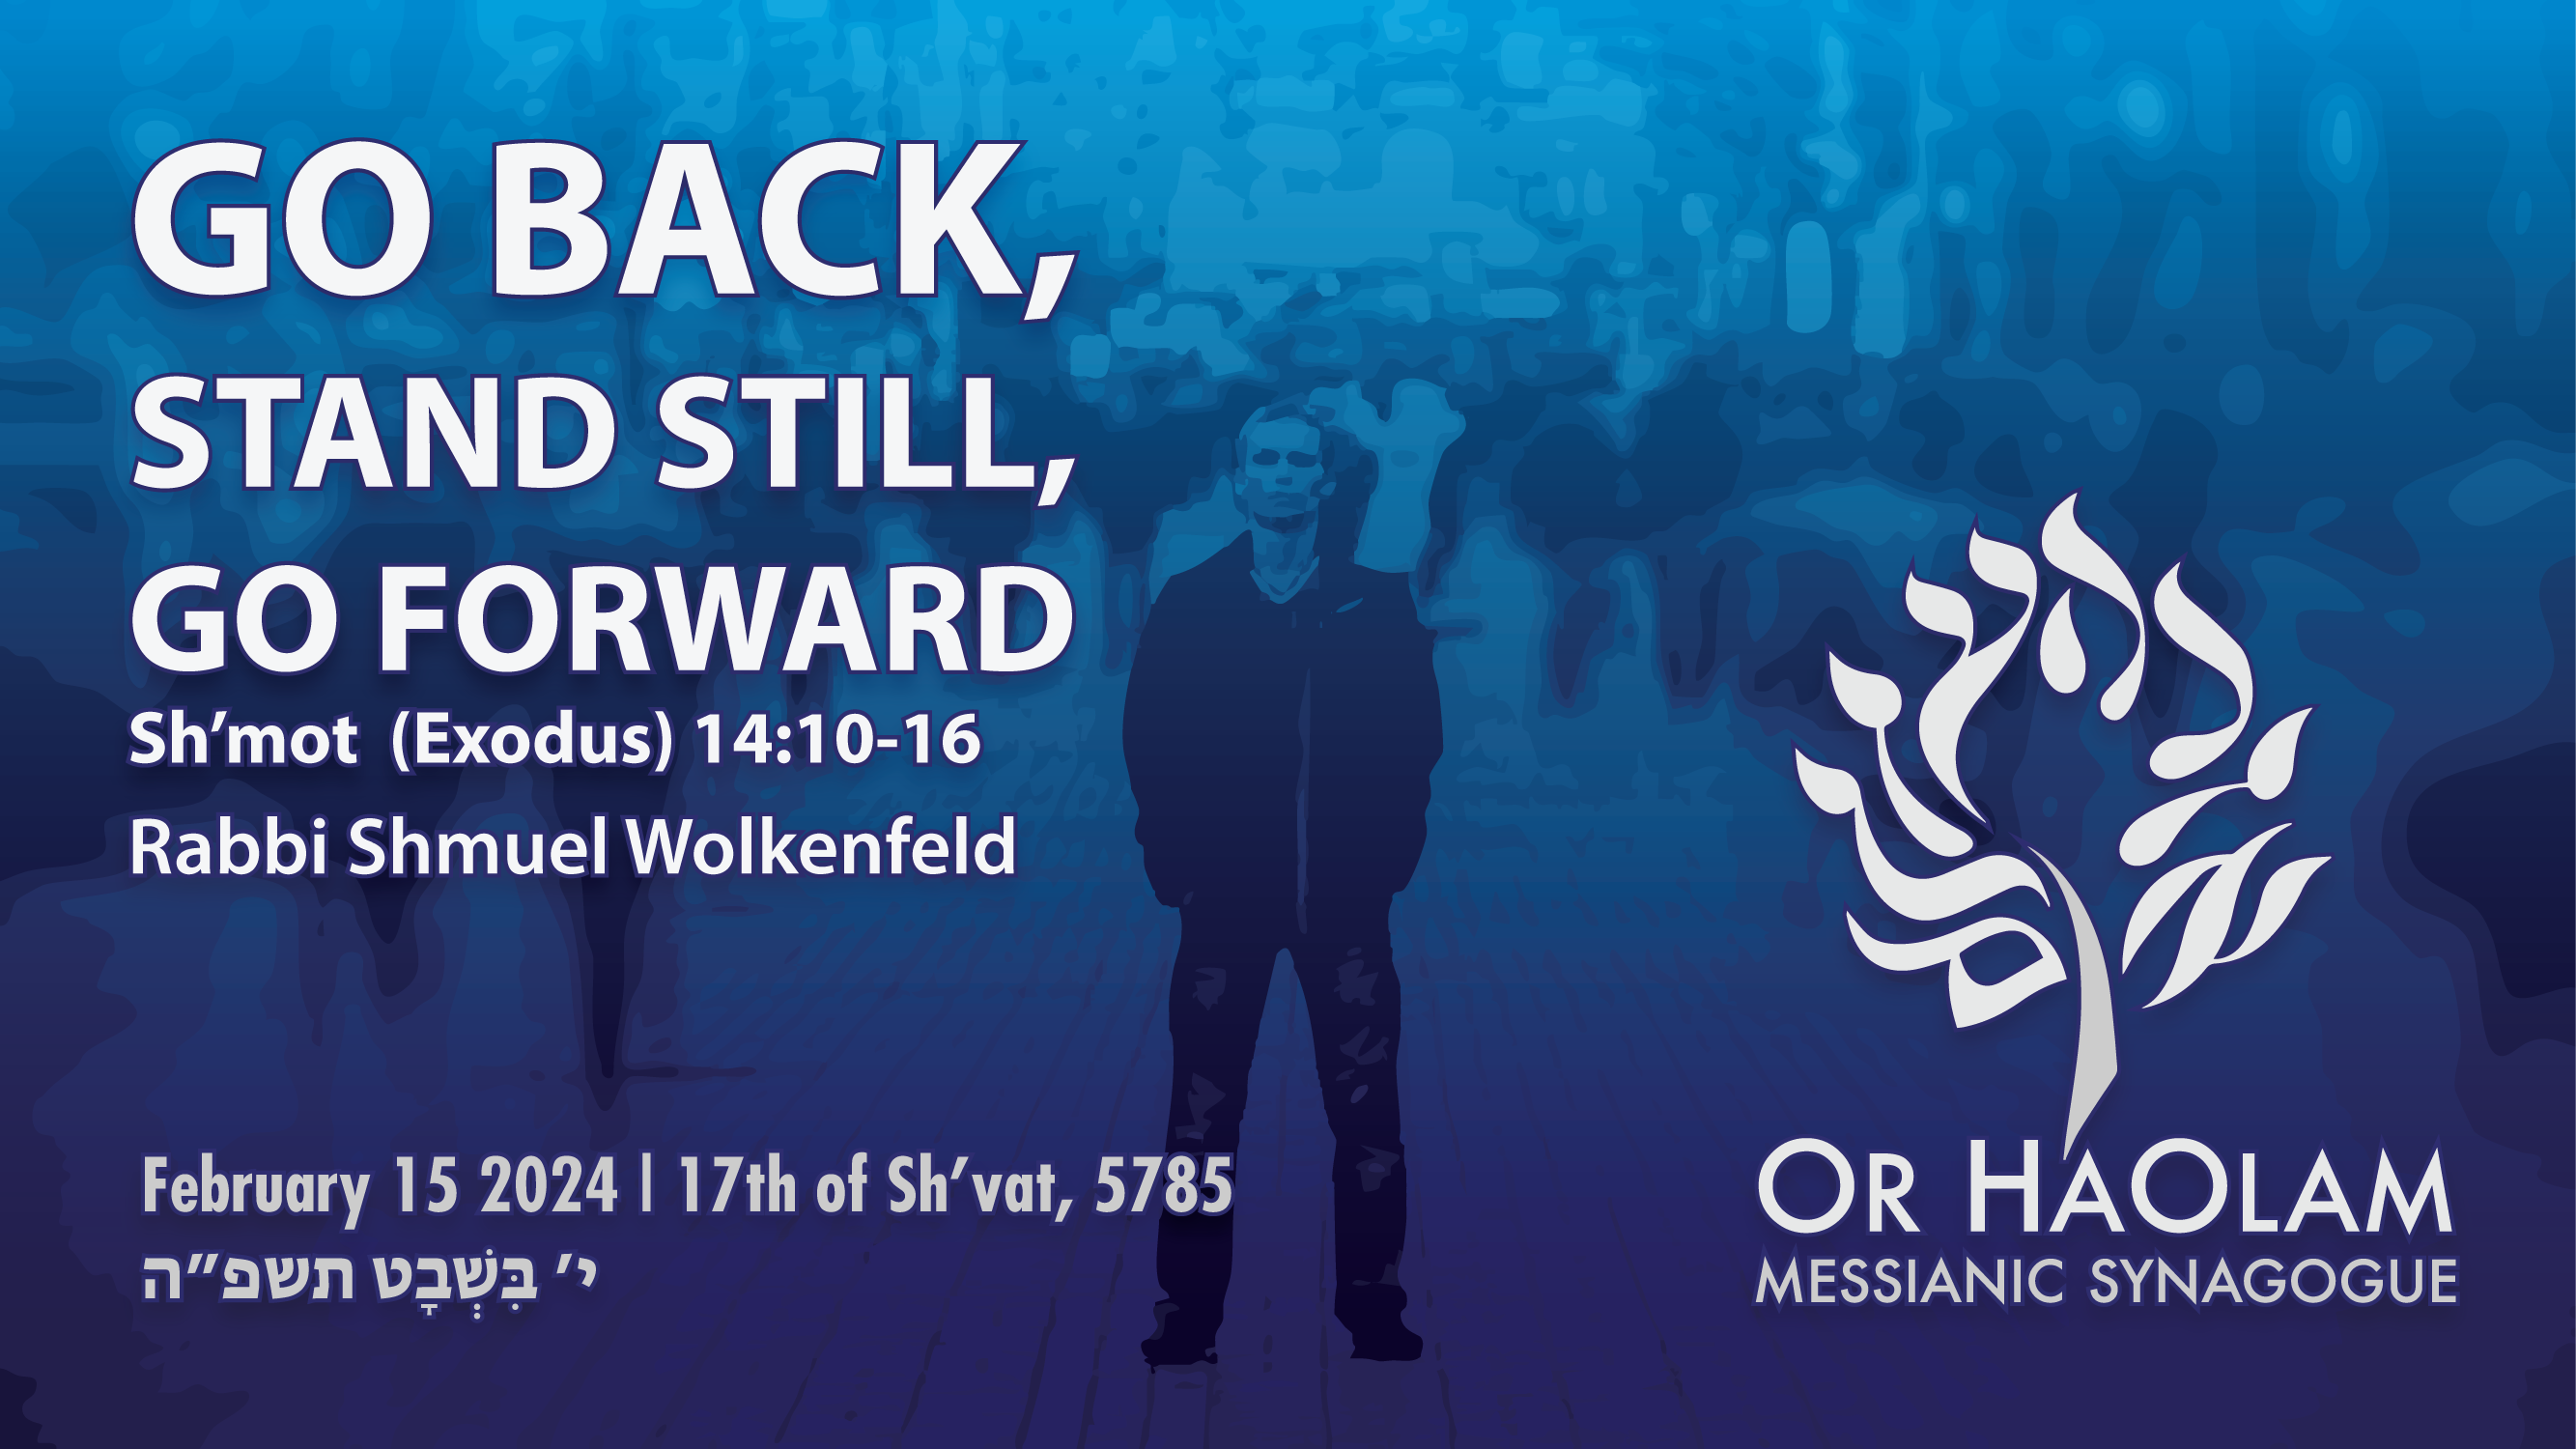 GO BACK,
STAND STILL,
GO FORWARD
Sh’mot (Exodus) 14:10-16
Rabbi Shmuel Wolkenfeld
February 15 2024 | 17th of Sh’vat, 5785
י’ בִּשְׁבָט תשפ”ה
OR HAOLAM
MESSIANIC SYNAGOGUE